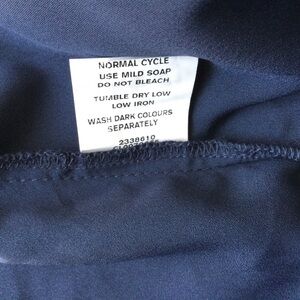 NORMAL CYCLE
USE MILD SOAP
DO NOT BLEACH
TUMBLE DRY LOW
LOW IRON
WASH DARK COLOURS
SEPARATELY
2338610